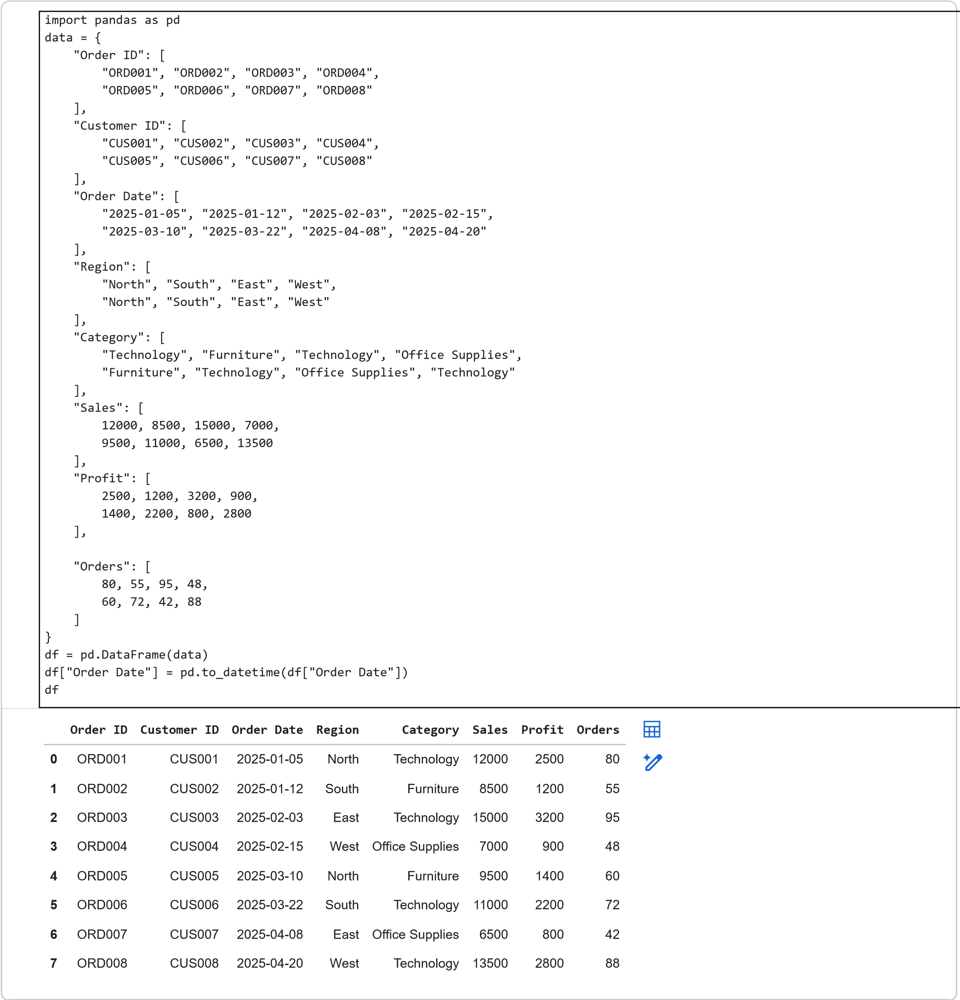 import pandas as pd
data = {
    "Order ID": [
        "ORD001", "ORD002", "ORD003", "ORD004",
        "ORD005", "ORD006", "ORD007", "ORD008"
    ],
    "Customer ID": [
        "CUS001", "CUS002", "CUS003", "CUS004",
        "CUS005", "CUS006", "CUS007", "CUS008"
    ],
    "Order Date": [
        "2025-01-05", "2025-01-12", "2025-02-03", "2025-02-15",
        "2025-03-10", "2025-03-22", "2025-04-08", "2025-04-20"
    ],
    "Region": [
        "North", "South", "East", "West",
        "North", "South", "East", "West"
    ],
    "Category": [
        "Technology", "Furniture", "Technology", "Office Supplies",
        "Furniture", "Technology", "Office Supplies", "Technology"
    ],
    "Sales": [
        12000, 8500, 15000, 7000,
        9500, 11000, 6500, 13500
    ],
    "Profit": [
        2500, 1200, 3200, 900,
        1400, 2200, 800, 2800
    ],

    "Orders": [
        80, 55, 95, 48,
        60, 72, 42, 88
    ]
}
df = pd.DataFrame(data)
df["Order Date"] = pd.to_datetime(df["Order Date"])
df
Order ID Customer ID Order Date Region Category Sales Profit Orders
0 ORD001 CUS001 2025-01-05 North Technology 12000 2500 80
1 ORD002 CUS002 2025-01-12 South Furniture 8500 1200 55
2 ORD003 CUS003 2025-02-03 East Technology 15000 3200 95
3 ORD004 CUS004 2025-02-15 West Office Supplies 7000 900 48
4 ORD005 CUS005 2025-03-10 North Furniture 9500 1400 60
5 ORD006 CUS006 2025-03-22 South Technology 11000 2200 72
6 ORD007 CUS007 2025-04-08 East Office Supplies 6500 800 42
7 ORD008 CUS008 2025-04-20 West Technology 13500 2800 88